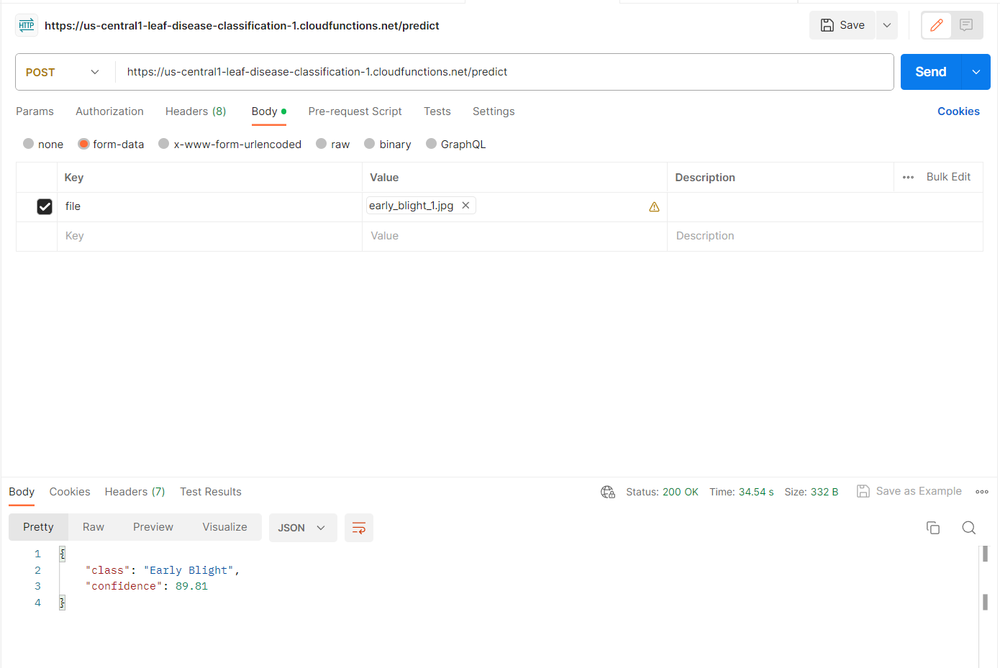 HTTP https://us-central1-leaf-disease-classification-1.cloudfunctions.net/predict Save
POST https://us-central1-leaf-disease-classification-1.cloudfunctions.net/predict Send
Params Authorization Headers (8) Body Pre-request Script Tests Settings Cookies
none form-data x-www-form-urlencoded raw binary GraphQL
Key Value Description Bulk Edit
file early_blight_1.jpg
Key Value Description
Body Cookies Headers (7) Test Results Status: 200 OK Time: 34.54 s Size: 332 B Save as Example
Pretty Raw Preview Visualize JSON
1 {
2 "class": "Early Blight",
3 "confidence": 89.81
4 }